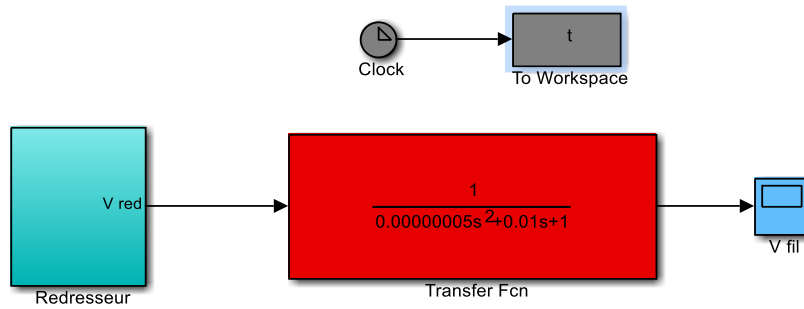 t
Clock
To Workspace
V red
1
0.00000005s2+0.01s+1
V fil
Transfer Fcn
Redresseur